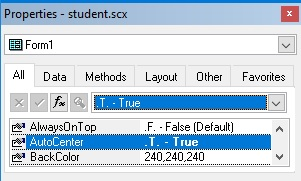 Properties - student.scx
Form1
All Data Methods Layout Other Favorites
fx .T. - True
AlwaysOnTop .F. - False (Default)
AutoCenter .T. - True
BackColor 240,240,240